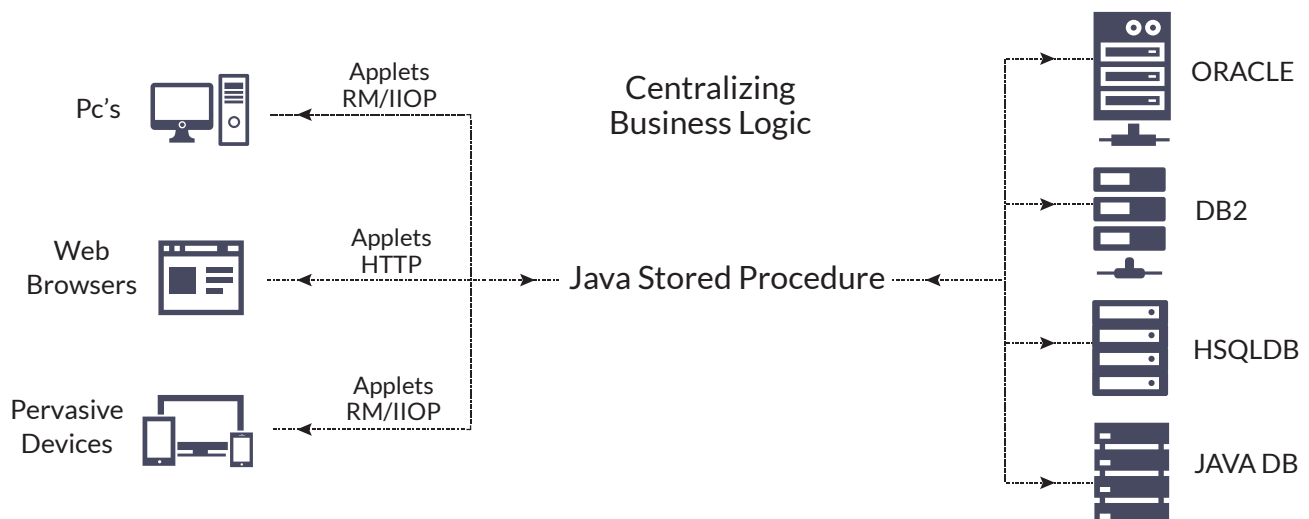 Pc's
Applets
RM/IIOP
Centralizing
Business Logic
ORACLE
Web
Browsers
Applets
HTTP
Java Stored Procedure
DB2
HSQLDB
Pervasive
Devices
Applets
RM/IIOP
JAVA DB